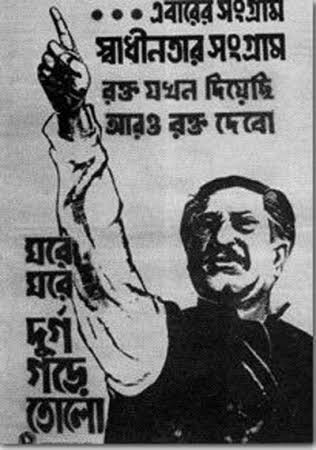 ... এবারের সংগ্রাম
স্বাধীনতার সংগ্রাম
রক্ত যখন দিয়েছি
আরও রক্ত দেবো
ঘরে
ঘরে
দুর্গ
গড়ে
তোলো